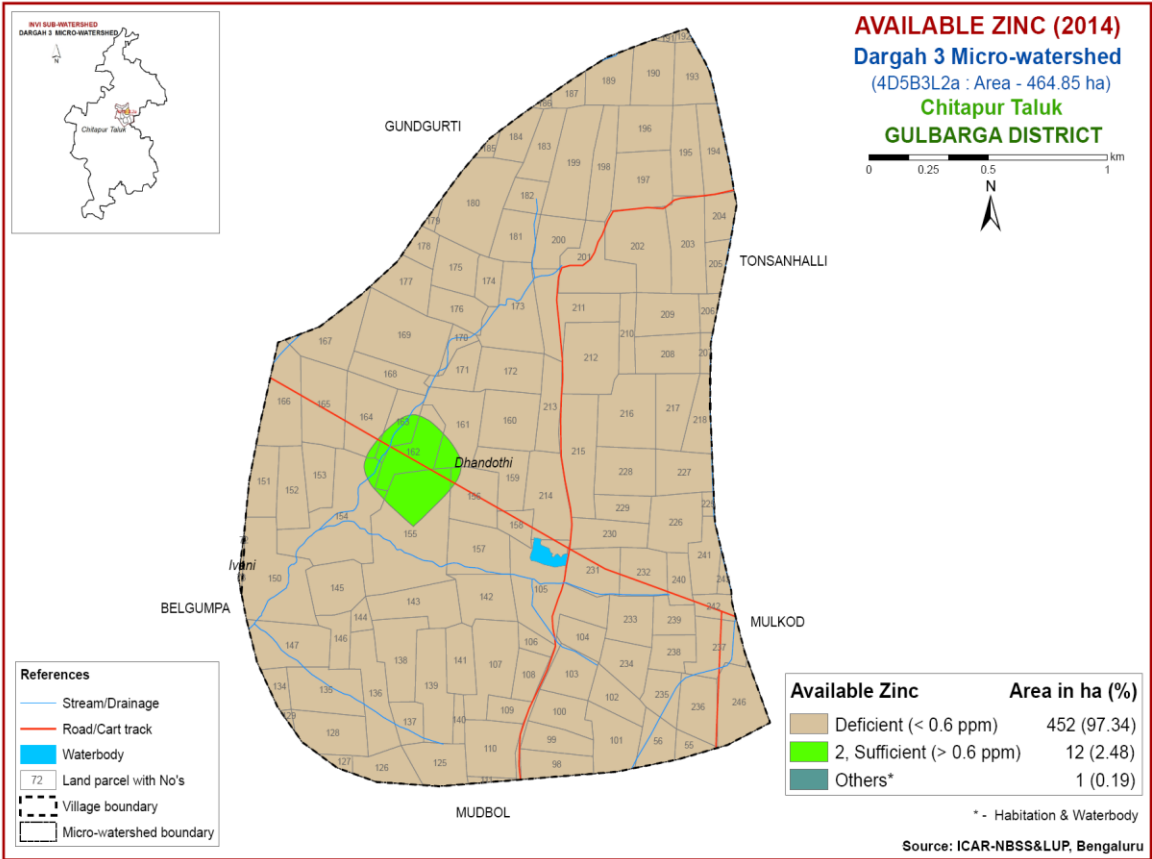 INVI SUB-WATERSHED
DARGAH 3 MICRO-WATERSHED
N
Chitapur Taluk
AVAILABLE ZINC (2014)
Dargah 3 Micro-watershed
(4D5B3L2a : Area - 464.85 ha)
Chitapur Taluk
GULBARGA DISTRICT
km
0 0.25 0.5 1
N
GUNDGURTI
TONSANHALLI
BELGUMPA
MULKOD
MUDBOL
Dhandothi
192
187 189 190 193
184 183 196
185 199 198 195 194
180 197
182
179 181 200 202 203 204
178 201 205
175 174
177 173
176 211 209 206
170 210
167 169 212 208
168 171 172
166 165 164 163 161 160 213 216 217 218
162 215
151 152 153 159 228 227
154 156 214 229
155 158 230 226
157 241
150 231 232 240
145 143 142 105 242
144 233 239
147 146 106 104 238 237
138 141 107 103 234
134 135 136 139 108 102 235 236 246
129 109 100
128 137 140 99 101 56 55
127 126 125 110 98
References
Stream/Drainage
Road/Cart track
Waterbody
72 Land parcel with No's
Village boundary
Micro-watershed boundary
Available Zinc Area in ha (%)
Deficient (< 0.6 ppm) 452 (97.34)
2, Sufficient (> 0.6 ppm) 12 (2.48)
Others* 1 (0.19)
* - Habitation & Waterbody
Source: ICAR-NBSS&LUP, Bengaluru